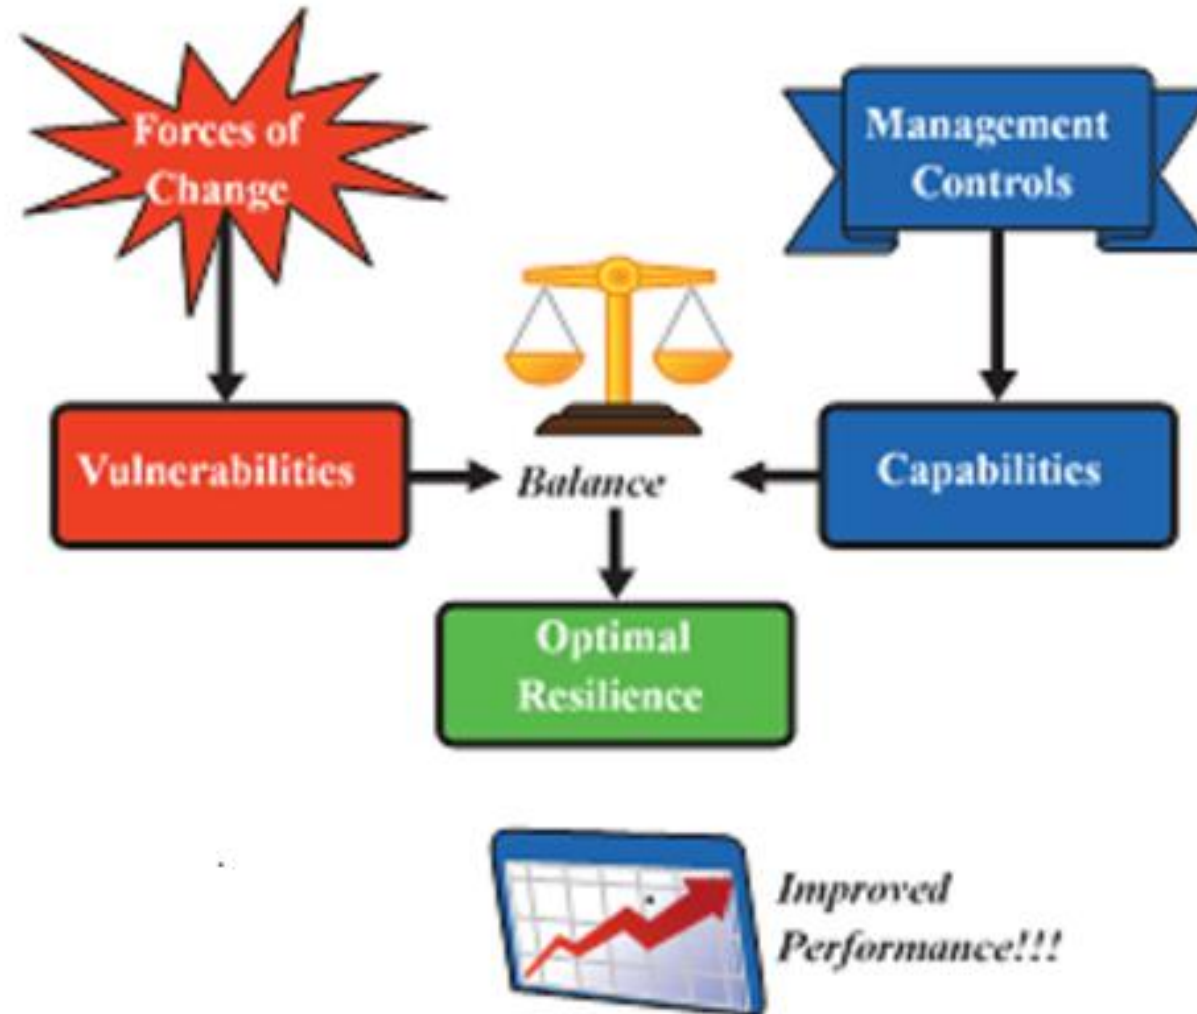 Forces of
Change
Management
Controls
Vulnerabilities
Balance
Capabilities
Optimal
Resilience
Improved
Performance!!!